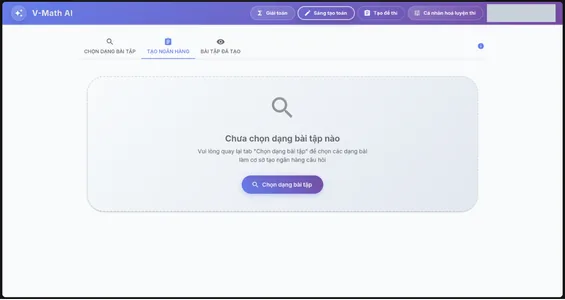 V-Math AI
Giải toán
Sáng tạo toán
Tạo đề thi
Cá nhân hoá luyện thi
CHỌN DẠNG BÀI TẬP
TẠO NGÂN HÀNG
BÀI TẬP ĐÃ TẠO
Chưa chọn dạng bài tập nào
Vui lòng quay lại tab "Chọn dạng bài tập" để chọn các dạng bài
làm cơ sở tạo ngân hàng câu hỏi
Chọn dạng bài tập